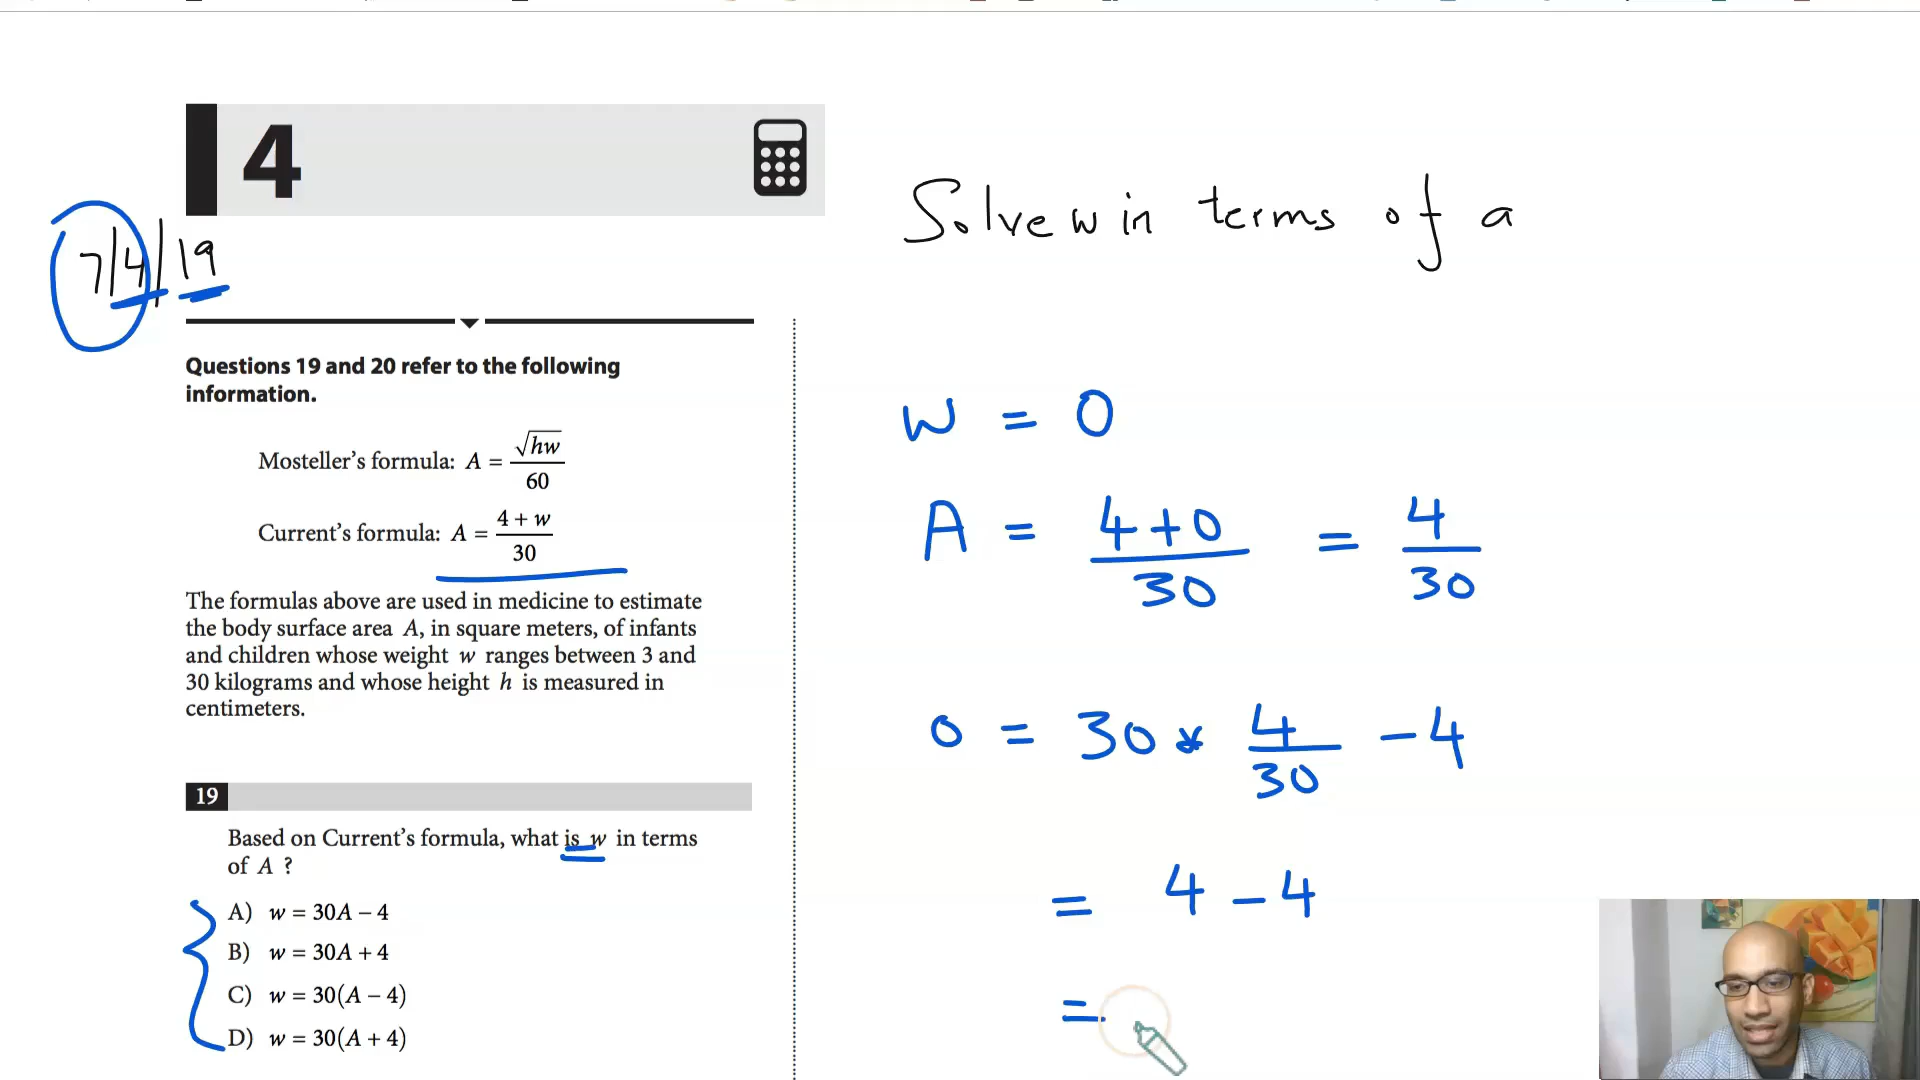 4
7/4/19
Solve w in terms of a
Questions 19 and 20 refer to the following
information.
Mosteller's formula: A = √hw / 60
Current's formula: A = 4 + w / 30
The formulas above are used in medicine to estimate
the body surface area A, in square meters, of infants
and children whose weight w ranges between 3 and
30 kilograms and whose height h is measured in
centimeters.
19
Based on Current's formula, what is w in terms
of A ?
A) w = 30A − 4
B) w = 30A + 4
C) w = 30(A − 4)
D) w = 30(A + 4)
w = 0
A = 4+0 / 30 = 4 / 30
0 = 30 * 4 / 30 − 4
= 4 − 4
=